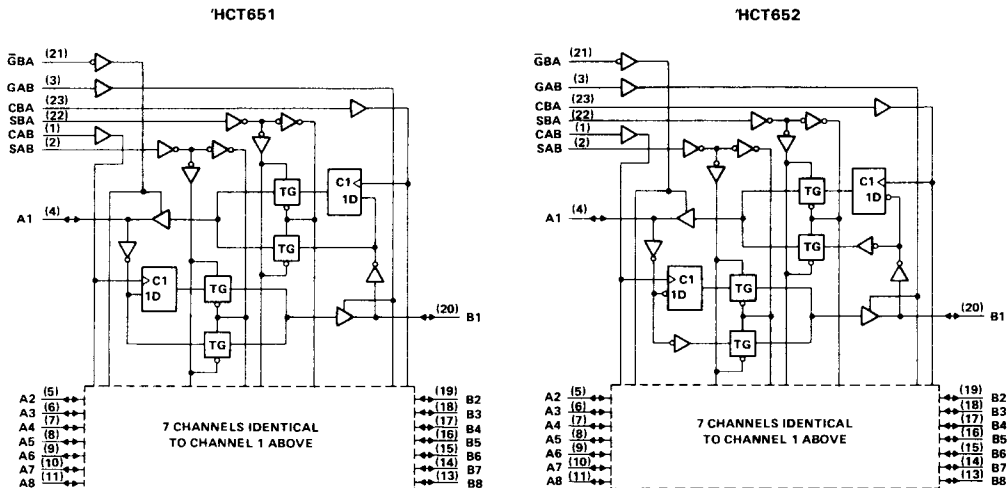 'HCT651
G̅BA (21)
GAB (3)
CBA (23)
SBA (22)
CAB (1)
SAB (2)
TG
C1
1D
A1 (4)
TG
C1
1D
TG
(20) B1
TG
A2 (5)
A3 (6)
A4 (7)
A5 (8)
A6 (9)
A7 (10)
A8 (11)
7 CHANNELS IDENTICAL
TO CHANNEL 1 ABOVE
(19) B2
(18) B3
(17) B4
(16) B5
(15) B6
(14) B7
(13) B8
'HCT652
G̅BA (21)
GAB (3)
CBA (23)
SBA (22)
CAB (1)
SAB (2)
TG
C1
1D
A1 (4)
TG
C1
1D
TG
(20) B1
TG
A2 (5)
A3 (6)
A4 (7)
A5 (8)
A6 (9)
A7 (10)
A8 (11)
7 CHANNELS IDENTICAL
TO CHANNEL 1 ABOVE
(19) B2
(18) B3
(17) B4
(16) B5
(15) B6
(14) B7
(13) B8